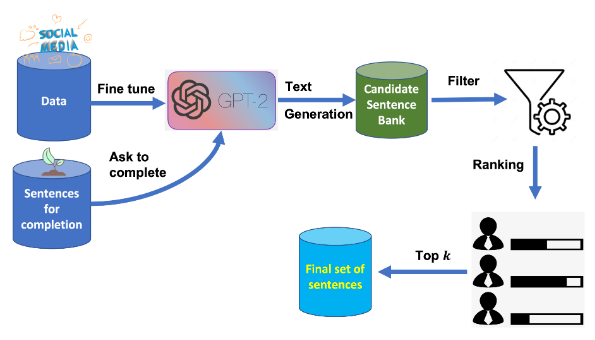 SOCIAL
MEDIA
Data
Fine tune
GPT-2
Text
Generation
Candidate
Sentence
Bank
Filter
Ask to
complete
Sentences
for
completion
Ranking
Top k
Final set of
sentences